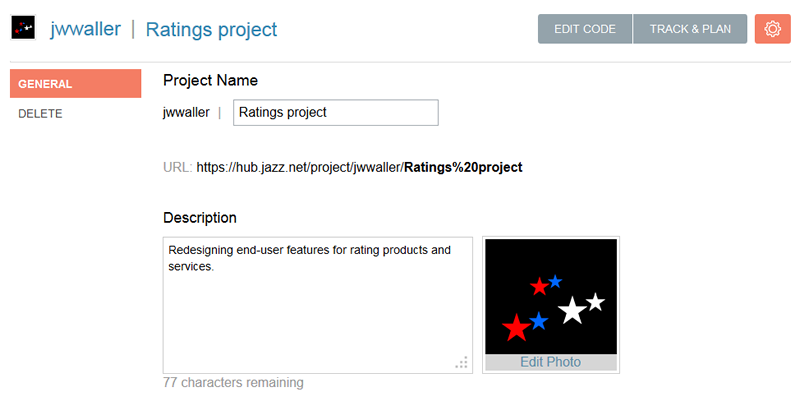 jwwaller | Ratings project
EDIT CODE
TRACK & PLAN
GENERAL
DELETE
Project Name
jwwaller | Ratings project
URL: https://hub.jazz.net/project/jwwaller/Ratings%20project
Description
Redesigning end-user features for rating products and
services.
Edit Photo
77 characters remaining